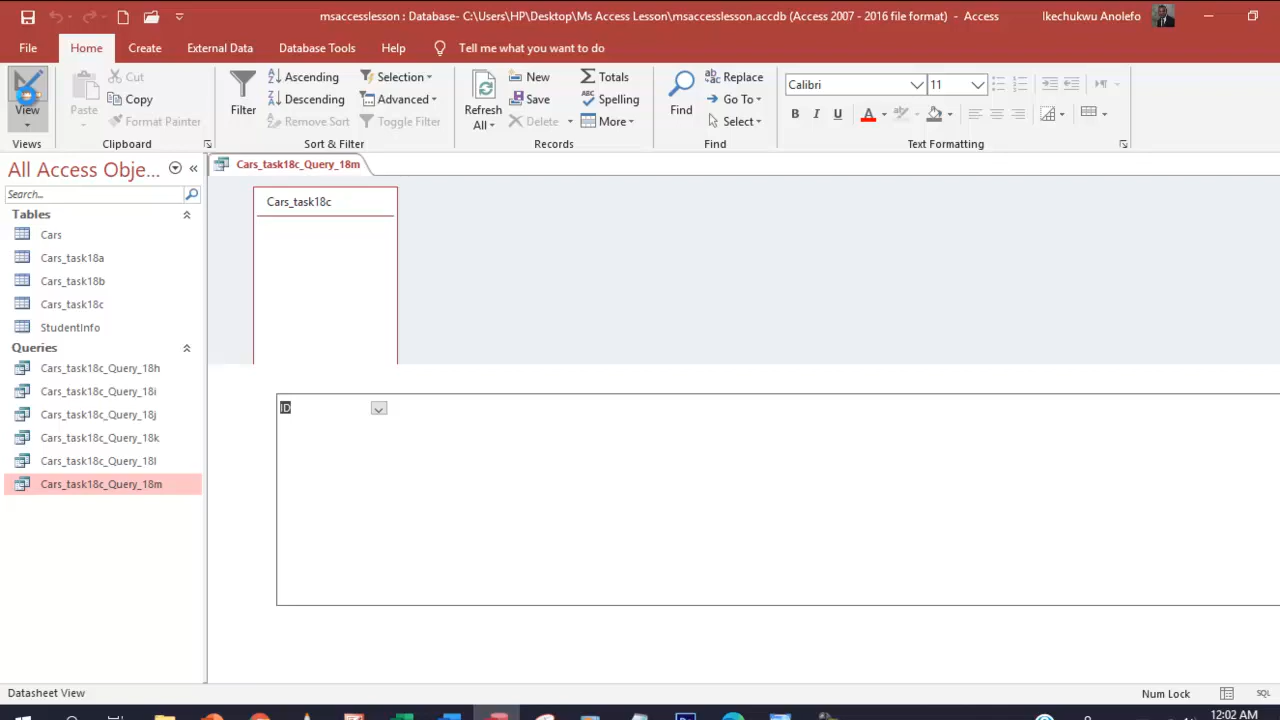 msaccesslesson : Database- C:\Users\HP\Desktop\Ms Access Lesson\msaccesslesson.accdb (Access 2007 - 2016 file format) - Access
Ikechukwu Anolefo
File Home Create External Data Database Tools Help Tell me what you want to do
View
Views
Paste
Cut
Copy
Format Painter
Clipboard
Filter
Ascending
Descending
Remove Sort
Selection
Advanced
Toggle Filter
Sort & Filter
Refresh
All
New
Save
Delete
Totals
Spelling
More
Records
Find
Replace
Go To
Select
Find
Calibri 11
B I U A
Text Formatting
All Access Obje...
Search...
Tables
Cars
Cars_task18a
Cars_task18b
Cars_task18c
StudentInfo
Queries
Cars_task18c_Query_18h
Cars_task18c_Query_18i
Cars_task18c_Query_18j
Cars_task18c_Query_18k
Cars_task18c_Query_18l
Cars_task18c_Query_18m
Cars_task18c_Query_18m
Cars_task18c
ID
Datasheet View
Num Lock
SQL
12:02 AM